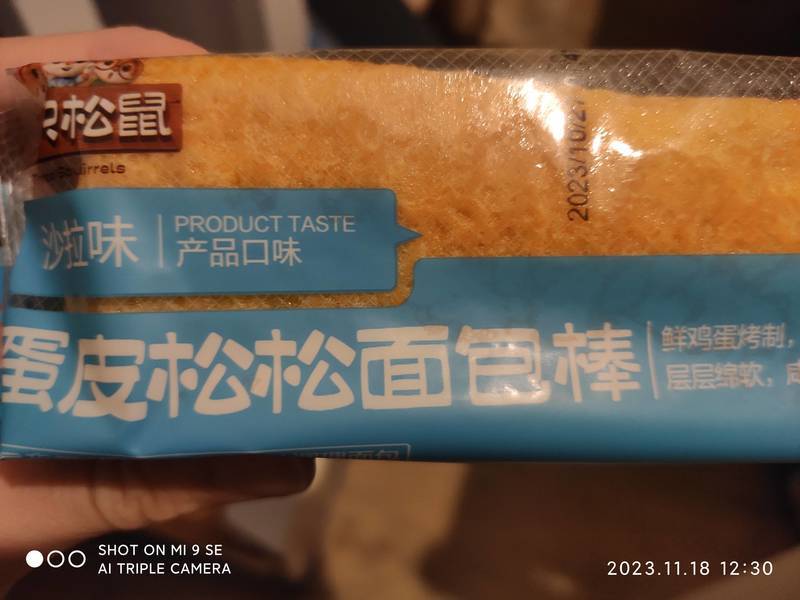 松鼠
Squirrels
2023/10/27
沙拉味
PRODUCT TASTE
产品口味
蛋皮松松面包棒
鲜鸡蛋烤制，
层层绵软，
SHOT ON MI 9 SE
AI TRIPLE CAMERA
2023.11.18 12:30